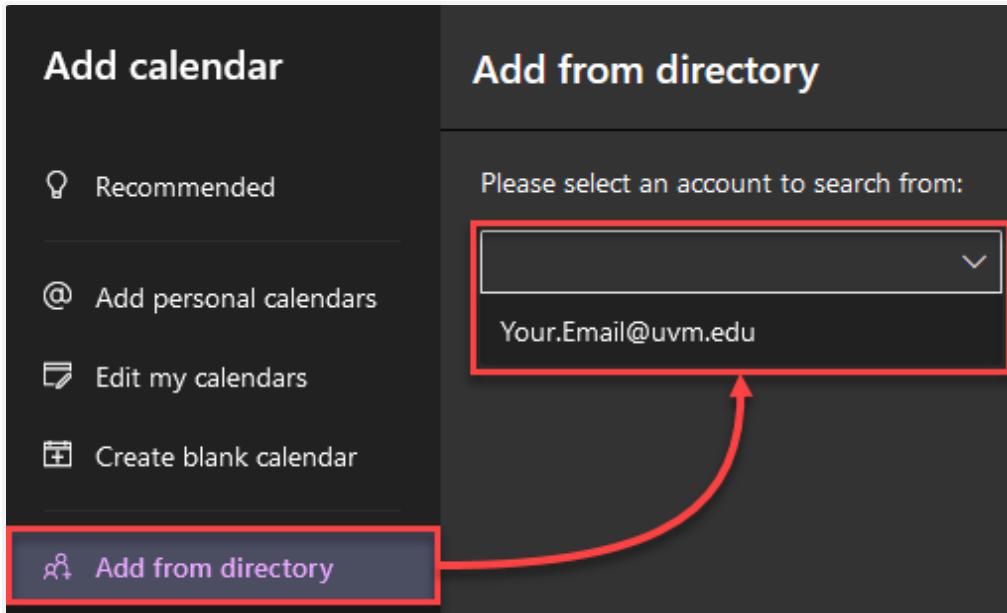 Add calendar
Recommended
@ Add personal calendars
Edit my calendars
Create blank calendar
Add from directory
Add from directory
Please select an account to search from:
Your.Email@uvm.edu